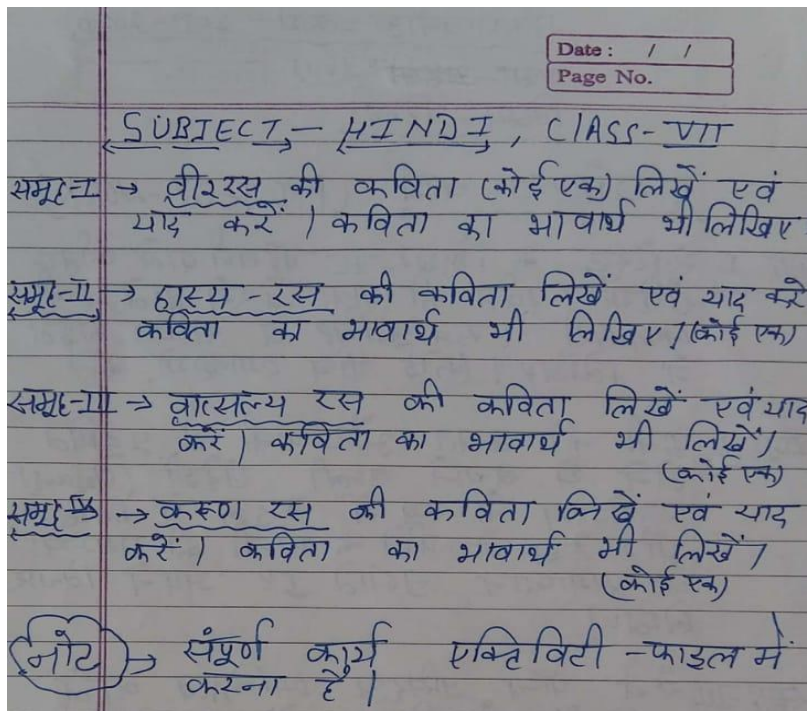 Date : / /
Page No.
SUBJECT - HINDI, CLASS-VII
समूह-I → वीर रस की कविता (कोई एक) लिखें एवं
याद करें। कविता का भावार्थ भी लिखिए
समूह-II → हास्य-रस की कविता लिखें एवं याद करे
कविता का भावार्थ भी लिखिए। (कोई एक)
समूह-III → वात्सल्य रस की कविता लिखें एवं याद
करें। कविता का भावार्थ भी लिखें।
(कोई एक)
समूह-IV → करुण रस की कविता लिखें एवं याद
करें। कविता का भावार्थ भी लिखें।
(कोई एक)
नोट → संपूर्ण कार्य एक्टिविटी -फाइल में
करना है।